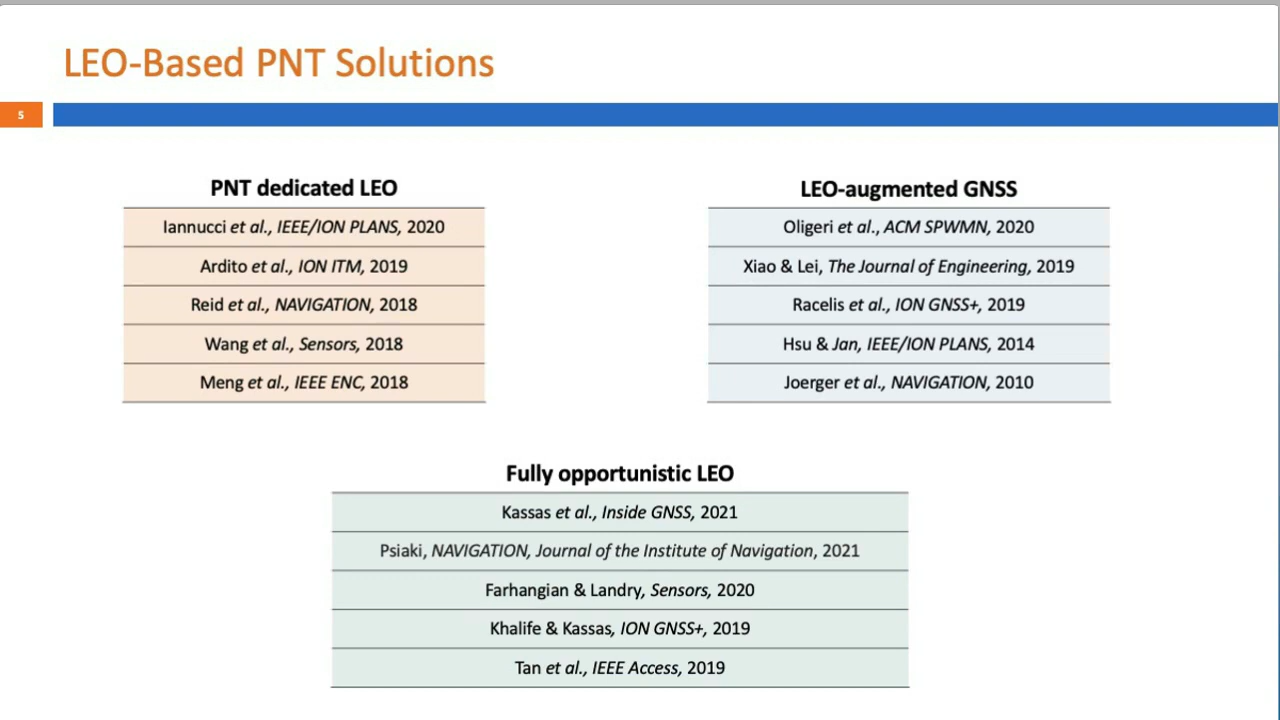 LEO-Based PNT Solutions
5
PNT dedicated LEO
Iannucci et al., IEEE/ION PLANS, 2020
Ardito et al., ION ITM, 2019
Reid et al., NAVIGATION, 2018
Wang et al., Sensors, 2018
Meng et al., IEEE ENC, 2018
LEO-augmented GNSS
Oligeri et al., ACM SPWMN, 2020
Xiao & Lei, The Journal of Engineering, 2019
Racelis et al., ION GNSS+, 2019
Hsu & Jan, IEEE/ION PLANS, 2014
Joerger et al., NAVIGATION, 2010
Fully opportunistic LEO
Kassas et al., Inside GNSS, 2021
Psiaki, NAVIGATION, Journal of the Institute of Navigation, 2021
Farhangian & Landry, Sensors, 2020
Khalife & Kassas, ION GNSS+, 2019
Tan et al., IEEE Access, 2019